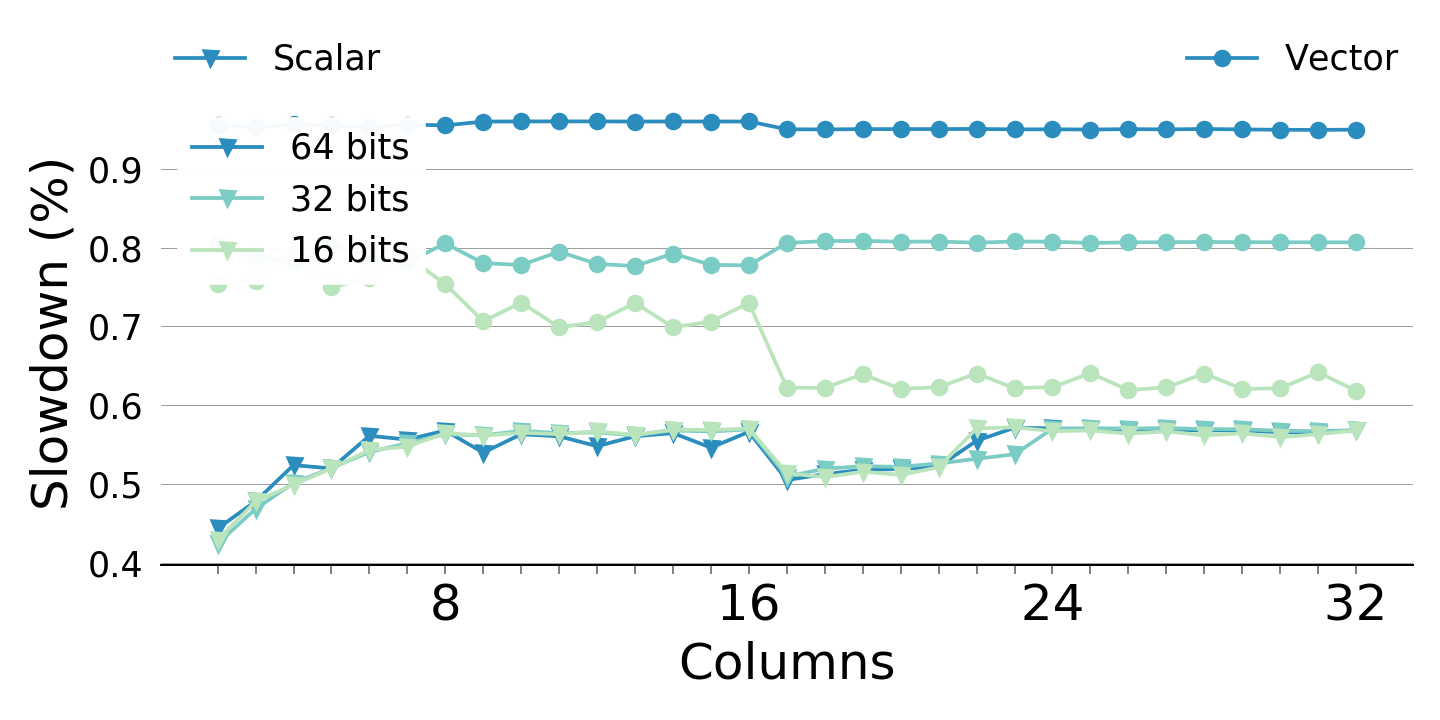 Scalar
Vector
64 bits
32 bits
16 bits
Slowdown (%)
0.9
0.8
0.7
0.6
0.5
0.4
8 16 24 32
Columns